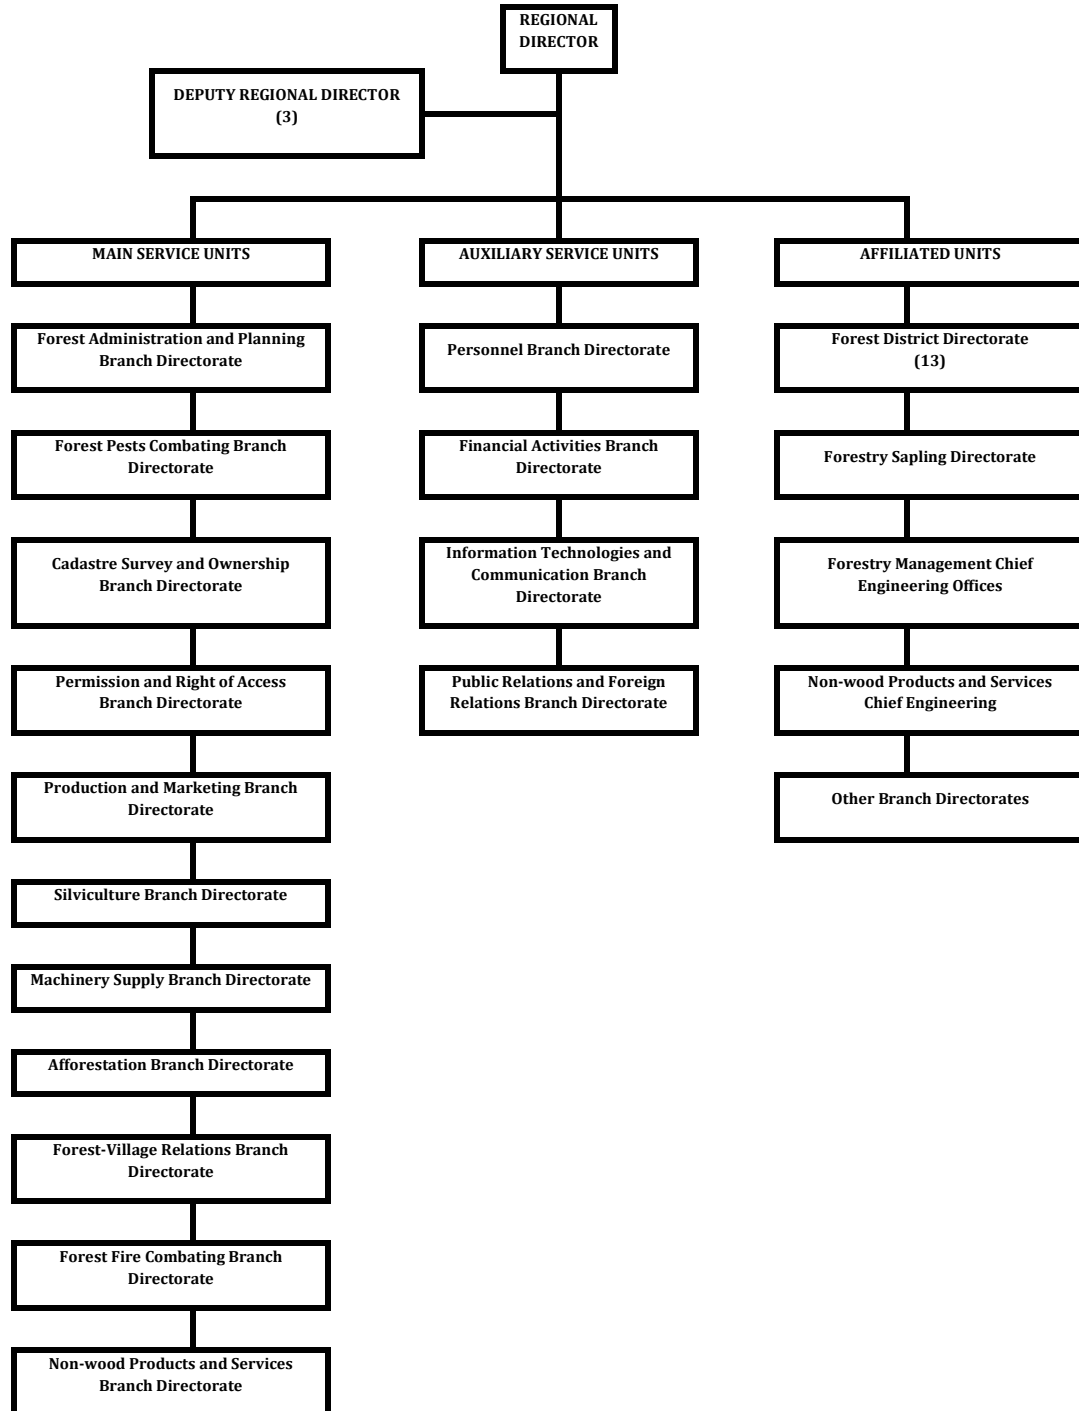 REGIONAL
DIRECTOR
DEPUTY REGIONAL DIRECTOR
(3)
MAIN SERVICE UNITS
Forest Administration and Planning
Branch Directorate
Forest Pests Combating Branch
Directorate
Cadastre Survey and Ownership
Branch Directorate
Permission and Right of Access
Branch Directorate
Production and Marketing Branch
Directorate
Silviculture Branch Directorate
Machinery Supply Branch Directorate
Afforestation Branch Directorate
Forest-Village Relations Branch
Directorate
Forest Fire Combating Branch
Directorate
Non-wood Products and Services
Branch Directorate
AUXILIARY SERVICE UNITS
Personnel Branch Directorate
Financial Activities Branch
Directorate
Information Technologies and
Communication Branch
Directorate
Public Relations and Foreign
Relations Branch Directorate
AFFILIATED UNITS
Forest District Directorate
(13)
Forestry Sapling Directorate
Forestry Management Chief
Engineering Offices
Non-wood Products and Services
Chief Engineering
Other Branch Directorates